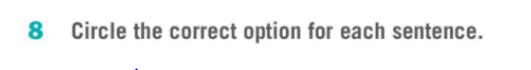 8 Circle the correct option for each sentence.